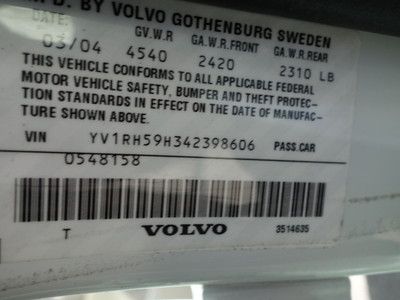 BY VOLVO GOTHENBURG SWEDEN
DATE: GV.W.R GA.W.R.FRONT GA.W.R.REAR
03/04 4540 2420 2310 LB
THIS VEHICLE CONFORMS TO ALL APPLICABLE FEDERAL
MOTOR VEHICLE SAFETY, BUMPER AND THEFT PROTEC-
TION STANDARDS IN EFFECT ON THE DATE OF MANUFAC-
TURE SHOWN ABOVE.
VIN YV1RH59H342398606 PASS.CAR
0548158
T VOLVO 3514635